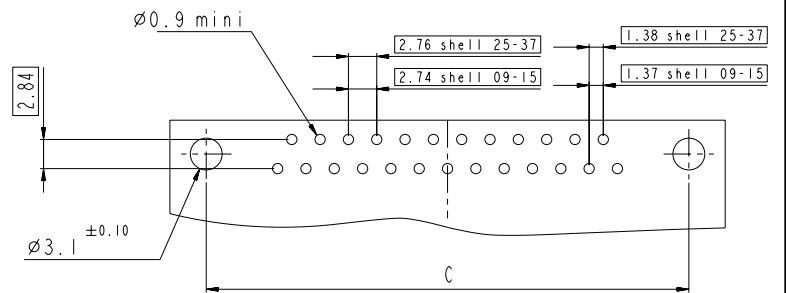 Ø0.9 mini
2.76 shell 25-37
1.38 shell 25-37
2.74 shell 09-15
1.37 shell 09-15
2.84
Ø3.1 ±0.10
C